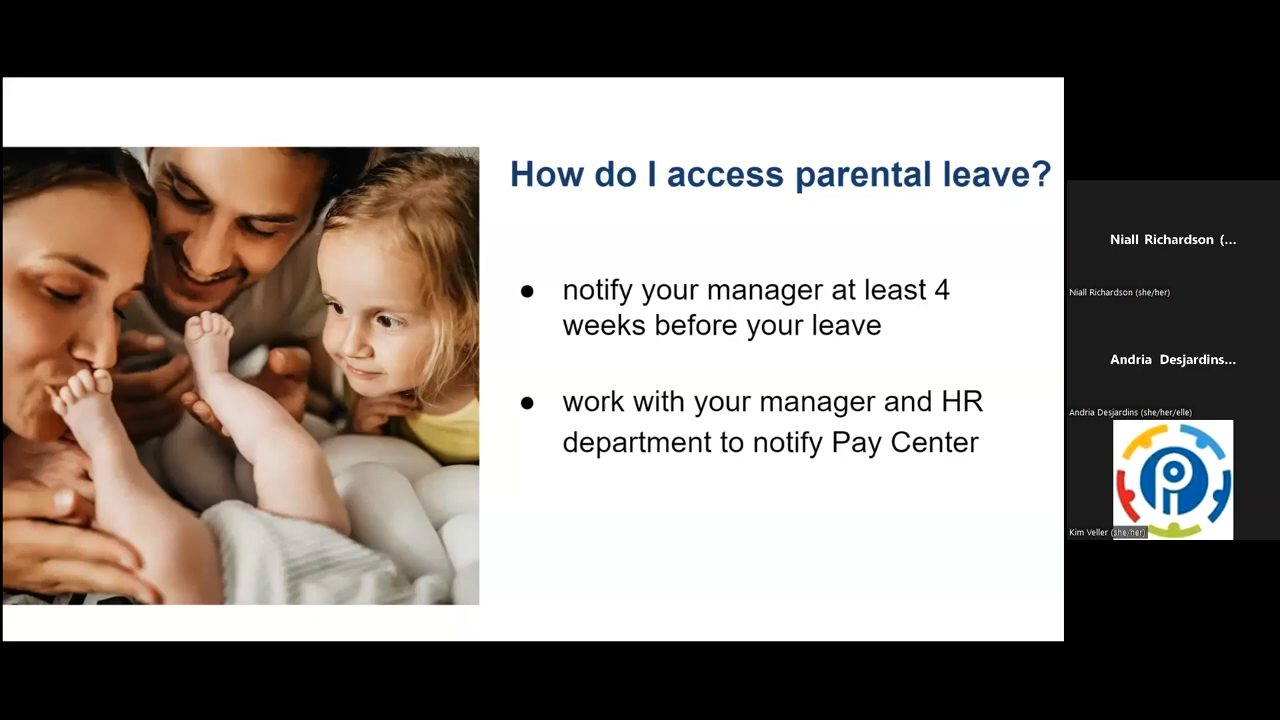 How do I access parental leave?
● notify your manager at least 4
weeks before your leave
● work with your manager and HR
department to notify Pay Center
Niall Richardson (...
Niall Richardson (she/her)
Andria Desjardins...
Andria Desjardins (she/her/elle)
Kim Veller (she/her)